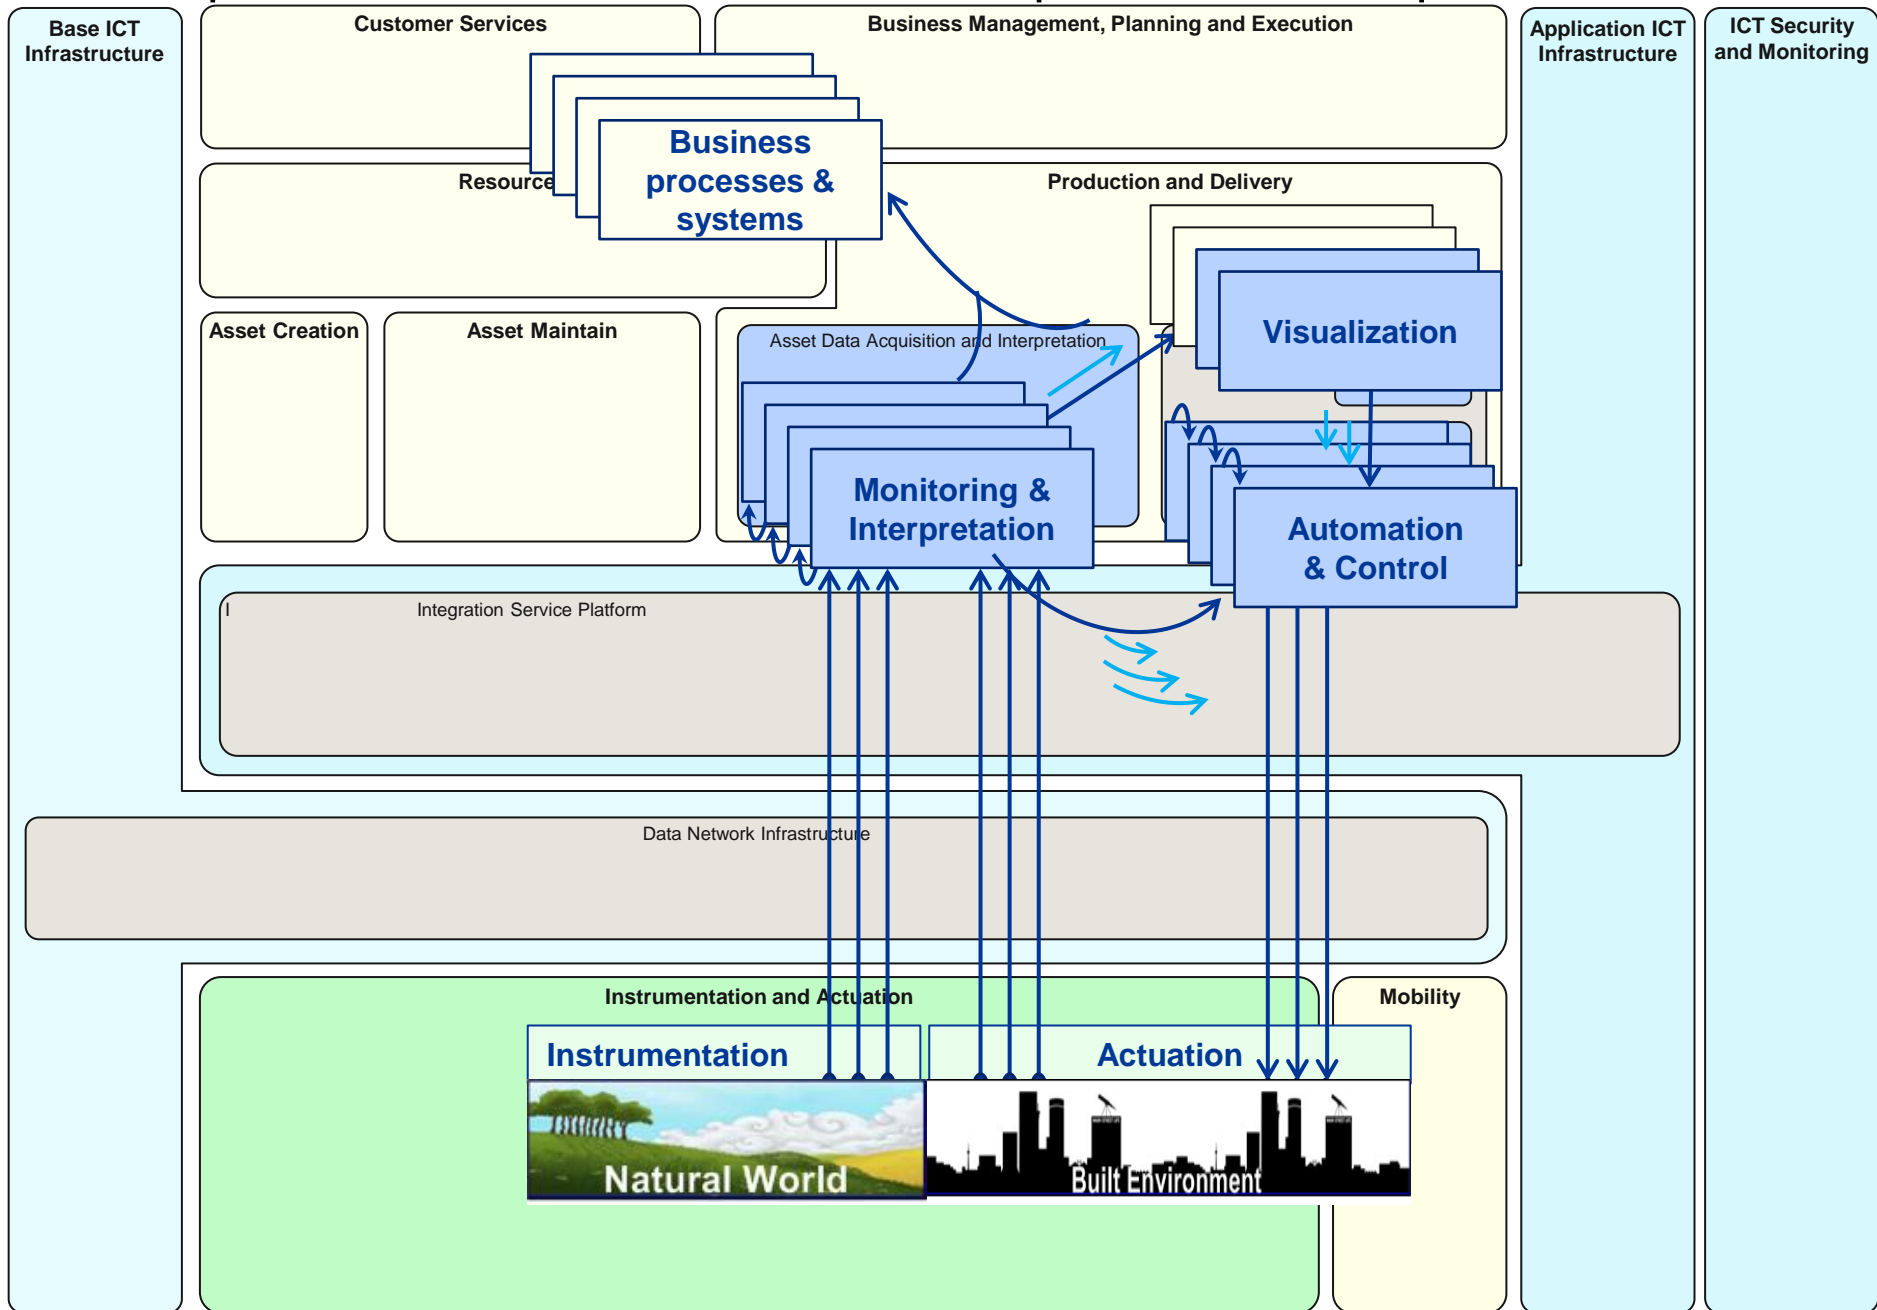 Base ICT
Infrastructure
Customer Services
Business Management, Planning and Execution
Application ICT
Infrastructure
ICT Security
and Monitoring
Business
processes &
systems
Resource
Production and Delivery
Asset Creation
Asset Maintain
Asset Data Acquisition and Interpretation
Visualization
Monitoring &
Interpretation
Automation
& Control
I
Integration Service Platform
Data Network Infrastructure
Instrumentation and Actuation
Mobility
Instrumentation
Actuation
Natural World
Built Environment